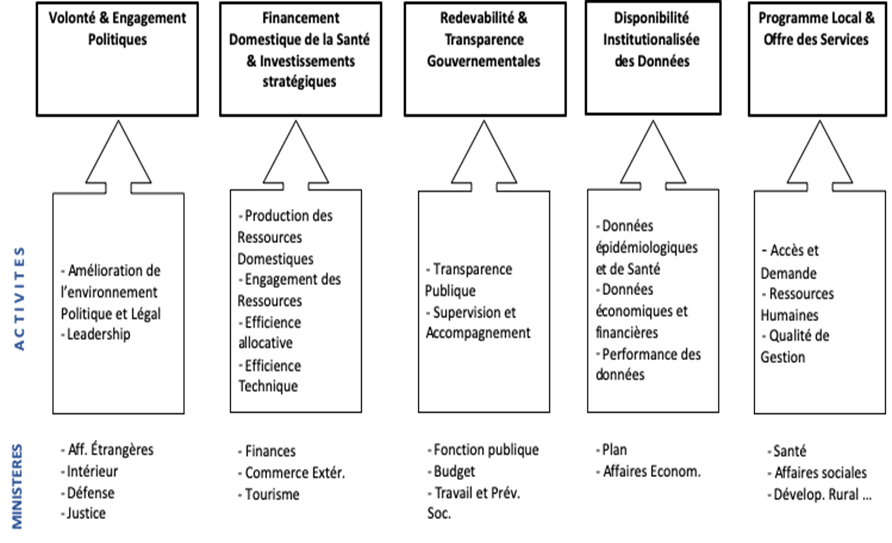 Volonté & Engagement
Politiques
Financement
Domestique de la Santé
& Investissements
stratégiques
Redevabilité &
Transparence
Gouvernementales
Disponibilité
Institutionalisée
des Données
Programme Local &
Offre des Services
ACTIVITES
- Amélioration de
l'environnement
Politique et Légal
- Leadership
- Production des
Ressources
Domestiques
- Engagement des
Ressources
- Efficience
allocative
- Efficience
Technique
- Transparence
Publique
- Supervision et
Accompagnement
- Données
épidémiologiques
et de Santé
- Données
économiques et
financières
- Performance des
données
- Accès et
Demande
- Ressources
Humaines
- Qualité de
Gestion
MINISTERES
- Aff. Étrangères
- Intérieur
- Défense
- Justice
- Finances
- Commerce Extér.
- Tourisme
- Fonction publique
- Budget
- Travail et Prév.
Soc.
- Plan
- Affaires Econom.
- Santé
- Affaires sociales
- Dévelop. Rural ...